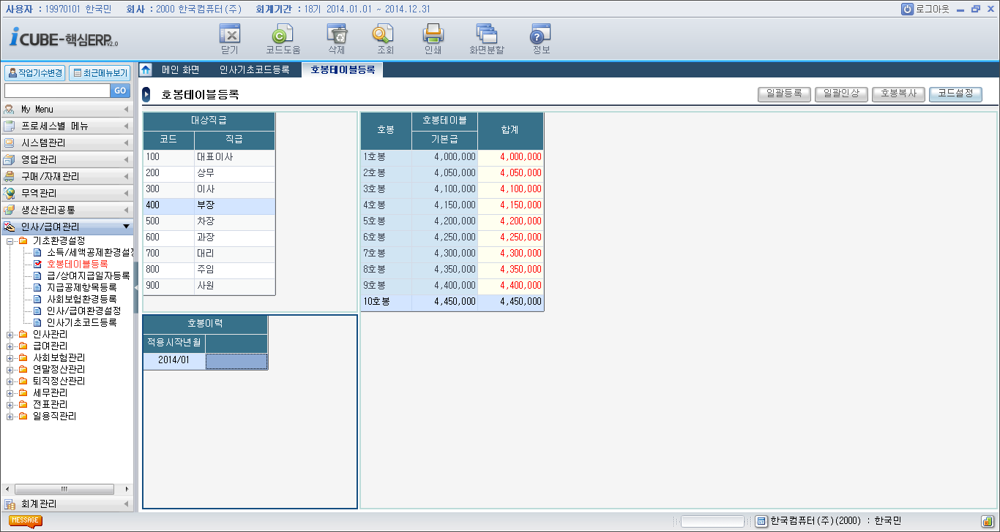 사용자 : 19970101 한국민 회사 : 2000 한국컴퓨터(주) 회계기간 : 18기 2014.01.01 ~ 2014.12.31 로그아웃
iCUBE-핵심ERP v2.0
닫기 코드도움 삭제 조회 인쇄 화면분할 정보
작업기수변경 최근메뉴보기
메인 화면 인사기초코드등록 호봉테이블등록
GO
호봉테이블등록 일괄등록 일괄인상 호봉복사 코드설정
My Menu
프로세스별 메뉴
시스템관리
영업관리
구매/자재관리
무역관리
생산관리공통
인사/급여관리
기초환경설정
소득/세액공제환경설정
호봉테이블등록
급/상여지급일자등록
지급공제항목등록
사회보험환경등록
인사/급여환경설정
인사기초코드등록
인사관리
급여관리
사회보험관리
연말정산관리
퇴직정산관리
세무관리
전표관리
일용직관리
회계관리
대상직급
코드 직급
100 대표이사
200 상무
300 이사
400 부장
500 차장
600 과장
700 대리
800 주임
900 사원
호봉이력
적용시작년월
2014/01
호봉 호봉테이블 합계
기본급
1호봉 4,000,000 4,000,000
2호봉 4,050,000 4,050,000
3호봉 4,100,000 4,100,000
4호봉 4,150,000 4,150,000
5호봉 4,200,000 4,200,000
6호봉 4,250,000 4,250,000
7호봉 4,300,000 4,300,000
8호봉 4,350,000 4,350,000
9호봉 4,400,000 4,400,000
10호봉 4,450,000 4,450,000
MESSAGE 한국컴퓨터(주)(2000) : 한국민